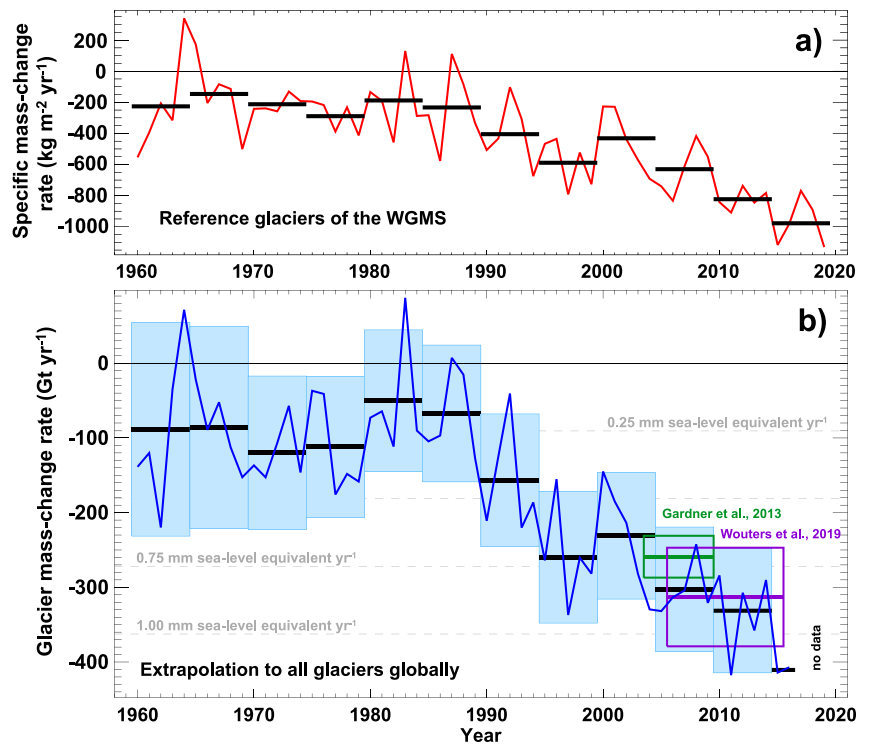 a)
Specific mass-change
rate (kg m⁻² yr⁻¹)
200
0
-200
-400
-600
-800
-1000
Reference glaciers of the WGMS
1960 1970 1980 1990 2000 2010 2020
b)
Glacier mass-change rate (Gt yr⁻¹)
0
-100
-200
-300
-400
0.25 mm sea-level equivalent yr⁻¹
Gardner et al., 2013
Wouters et al., 2019
0.75 mm sea-level equivalent yr⁻¹
1.00 mm sea-level equivalent yr⁻¹
no data
Extrapolation to all glaciers globally
1960 1970 1980 1990 2000 2010 2020
Year